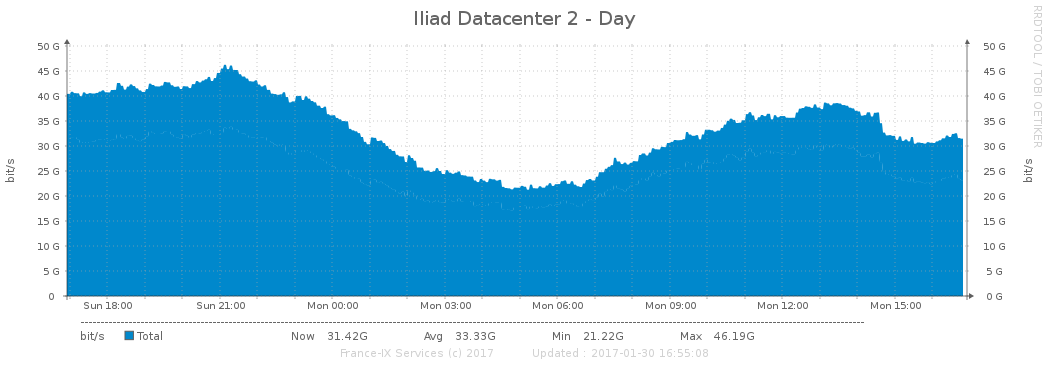 Iliad Datacenter 2 - Day
RRDTOOL / TOBI OETIKER
bit/s
50 G 50 G
45 G 45 G
40 G 40 G
35 G 35 G
30 G 30 G
25 G 25 G
20 G 20 G
15 G 15 G
10 G 10 G
5 G 5 G
0 0 G
bit/s
Sun 18:00 Sun 21:00 Mon 00:00 Mon 03:00 Mon 06:00 Mon 09:00 Mon 12:00 Mon 15:00
bit/s Total Now 31.42G Avg 33.33G Min 21.22G Max 46.19G
France-IX Services (c) 2017 Updated : 2017-01-30 16:55:08